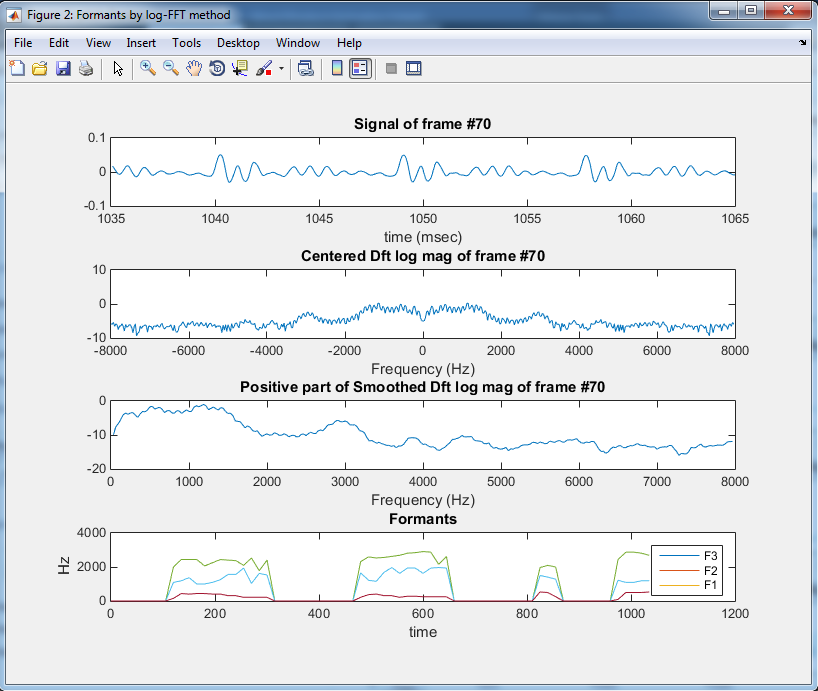 Figure 2: Formants by log-FFT method
File Edit View Insert Tools Desktop Window Help
Signal of frame #70
0.1
0
-0.1
1035 1040 1045 1050 1055 1060 1065
time (msec)
Centered Dft log mag of frame #70
10
0
-10
-8000 -6000 -4000 -2000 0 2000 4000 6000 8000
Frequency (Hz)
Positive part of Smoothed Dft log mag of frame #70
0
-10
-20
0 1000 2000 3000 4000 5000 6000 7000 8000
Frequency (Hz)
Formants
4000
2000
0
Hz
F3
F2
F1
0 200 400 600 800 1000 1200
time